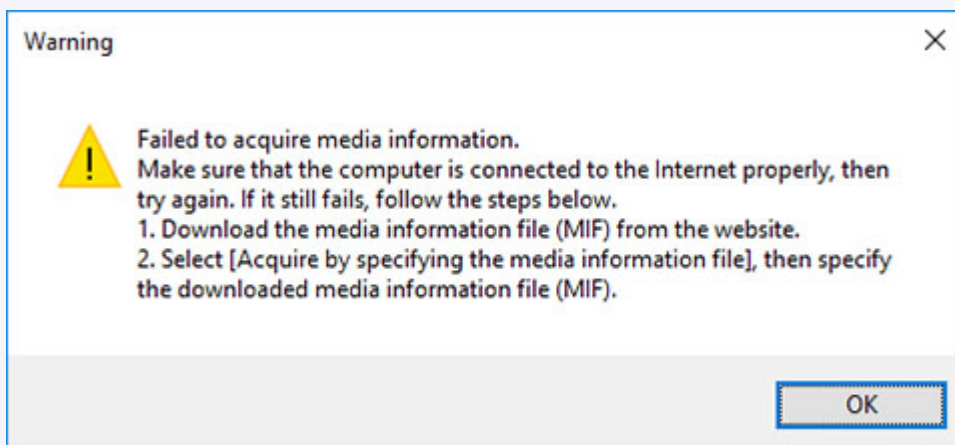 Warning
Failed to acquire media information.
Make sure that the computer is connected to the Internet properly, then
try again. If it still fails, follow the steps below.
1. Download the media information file (MIF) from the website.
2. Select [Acquire by specifying the media information file], then specify
the downloaded media information file (MIF).
OK